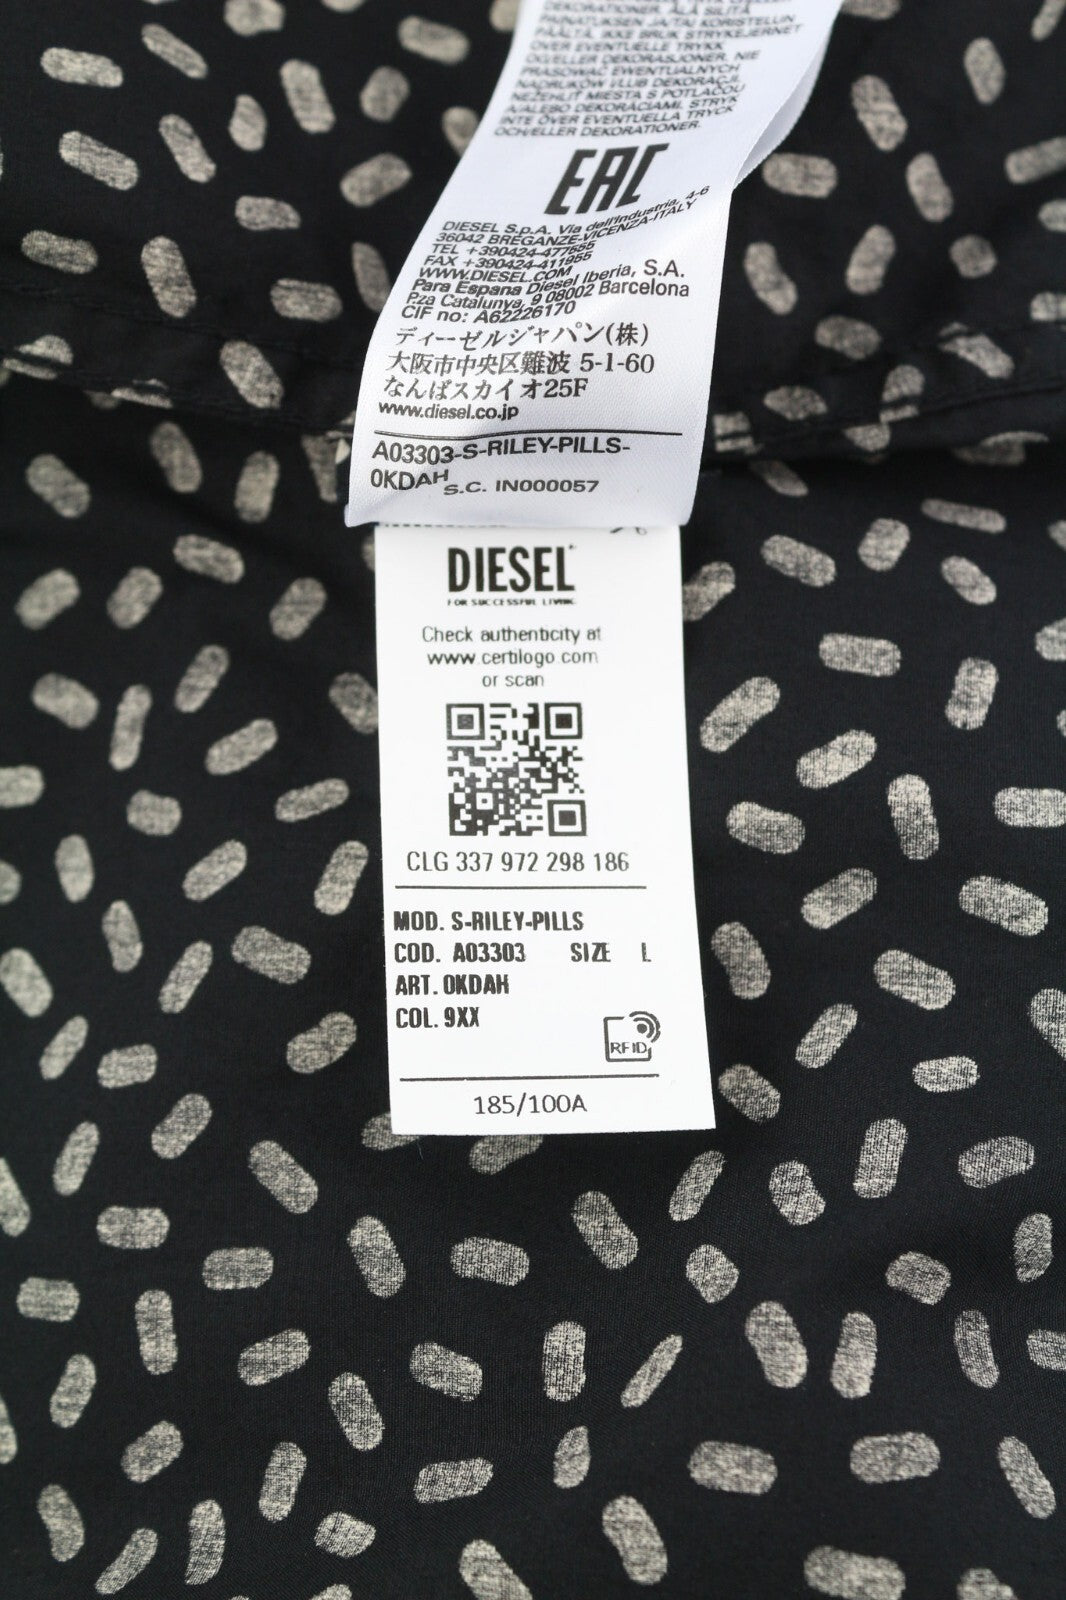 DEKORATIONER. ÄLÄ SILITÄ
PAINATUKSEN JA/TAI KORISTELUN
PÄÄLTÄ. IKKE BRUK STRYKEJERNET
OVER EVENTUELLE TRYKK
OG/ELLER DEKORASJONER. NIE
PRASOWAĆ EWENTUALNYCH
NADRUKÓW I/LUB DEKORACJI.
NEŽEHLIT MIESTA S POTLAČOU
A/ALEBO DEKORÁCIAMI. STRYK
INTE ÖVER EVENTUELLA TRYCK
OCH/ELLER DEKORATIONER.
EAC
DIESEL S.p.A. Via dell'Industria, 4-6
36042 BREGANZE-VICENZA-ITALY
TEL +390424-477555
FAX +390424-411955
WWW.DIESEL.COM
Para Espana Diesel Iberia, S.A.
P.za Catalunya, 9 08002 Barcelona
CIF no: A62226170
ディーゼルジャパン(株)
大阪市中央区難波 5-1-60
なんばスカイオ25F
www.diesel.co.jp
A03303-S-RILEY-PILLS-
0KDAH S.C. IN000057
DIESEL
FOR SUCCESSFUL LIVING
Check authenticity at
www.certilogo.com
or scan
CLG 337 972 298 186
MOD. S-RILEY-PILLS
COD. A03303 SIZE L
ART. 0KDAH
COL. 9XX
RFID
185/100A